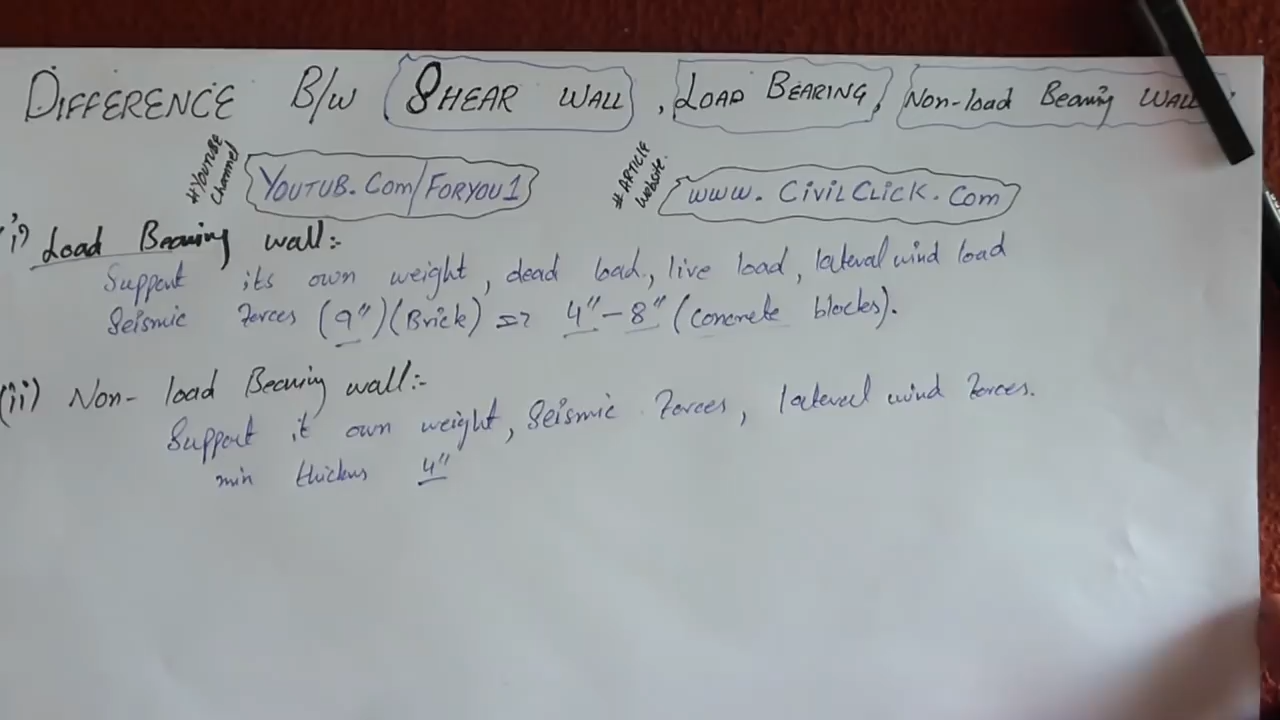 DIFFERENCE B/W SHEAR WALL, LOAD BEARING, Non-load Bearing WALL
#YOUTUBE Channel
YOUTUB.Com/FORYOU1
#ARTICLE Website.
www.CIVILCLICK.Com
(i) Load Bearing wall:-
Support its own weight, dead load, live load, lateral wind load
Seismic Forces (9")(Brick) => 4"-8" (concrete blocks).
(ii) Non-load Bearing wall:-
Support it own weight, Seismic Forces, lateral wind Forces.
min thickns 4"